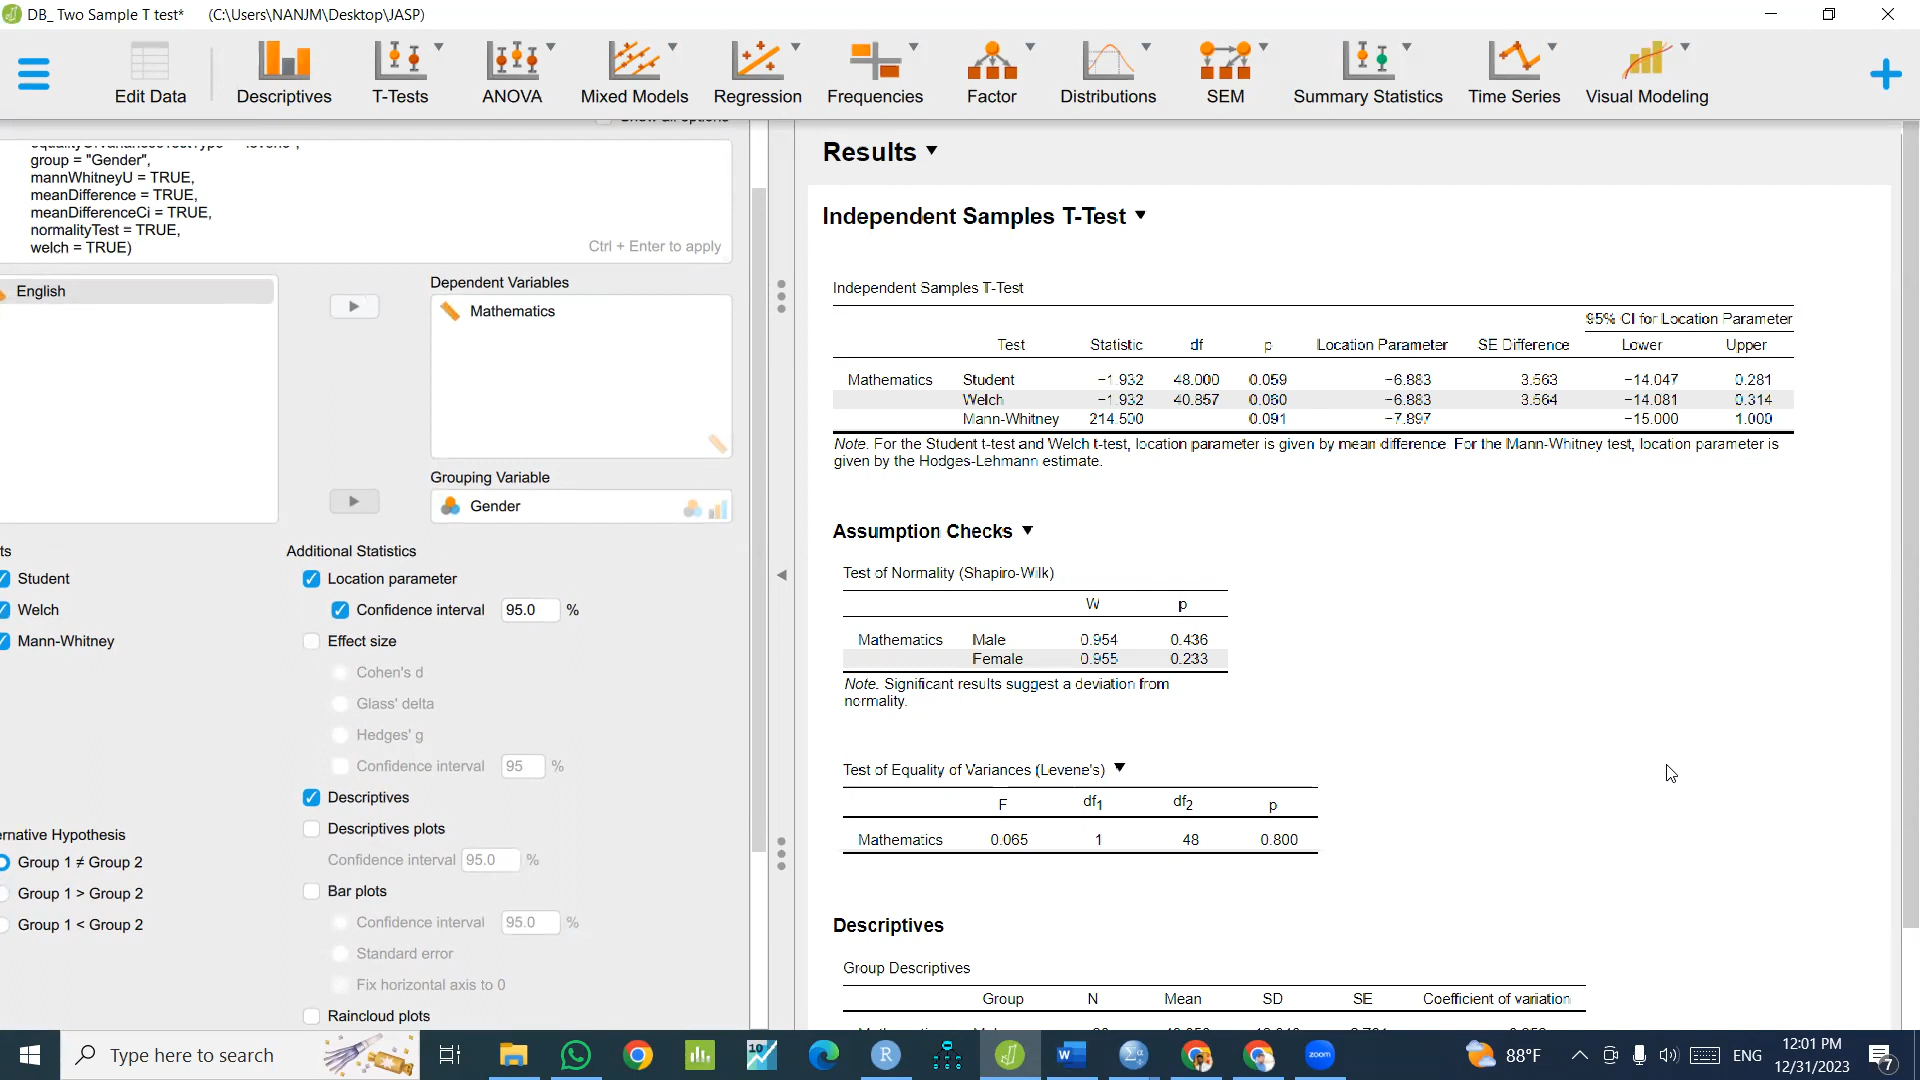 DB_ Two Sample T test* (C:\Users\NANJM\Desktop\JASP)
Edit Data Descriptives T-Tests ANOVA Mixed Models Regression Frequencies Factor Distributions SEM Summary Statistics Time Series Visual Modeling
group = "Gender",
mannWhitneyU = TRUE,
meanDifference = TRUE,
meanDifferenceCi = TRUE,
normalityTest = TRUE,
welch = TRUE)
Ctrl + Enter to apply
English
Dependent Variables
Mathematics
Grouping Variable
Gender
ts
Student
Welch
Mann-Whitney
Additional Statistics
Location parameter
Confidence interval 95.0 %
Effect size
Cohen's d
Glass' delta
Hedges' g
Confidence interval 95 %
Descriptives
Descriptives plots
Confidence interval 95.0 %
Bar plots
Confidence interval 95.0 %
Standard error
Fix horizontal axis to 0
Raincloud plots
ernative Hypothesis
Group 1 ≠ Group 2
Group 1 > Group 2
Group 1 < Group 2
Results
Independent Samples T-Test
Independent Samples T-Test
95% CI for Location Parameter
Test Statistic df p Location Parameter SE Difference Lower Upper
Mathematics Student −1.932 48.000 0.059 −6.883 3.563 −14.047 0.281
Welch −1.932 40.857 0.060 −6.883 3.564 −14.081 0.314
Mann-Whitney 214.500 0.091 −7.897 −15.000 1.000
Note. For the Student t-test and Welch t-test, location parameter is given by mean difference. For the Mann-Whitney test, location parameter is
given by the Hodges-Lehmann estimate.
Assumption Checks
Test of Normality (Shapiro-Wilk)
W p
Mathematics Male 0.954 0.436
Female 0.955 0.233
Note. Significant results suggest a deviation from
normality.
Test of Equality of Variances (Levene's)
F df1 df2 p
Mathematics 0.065 1 48 0.800
Descriptives
Group Descriptives
Group N Mean SD SE Coefficient of variation
Type here to search
88°F
ENG
12:01 PM
12/31/2023
7
zoom